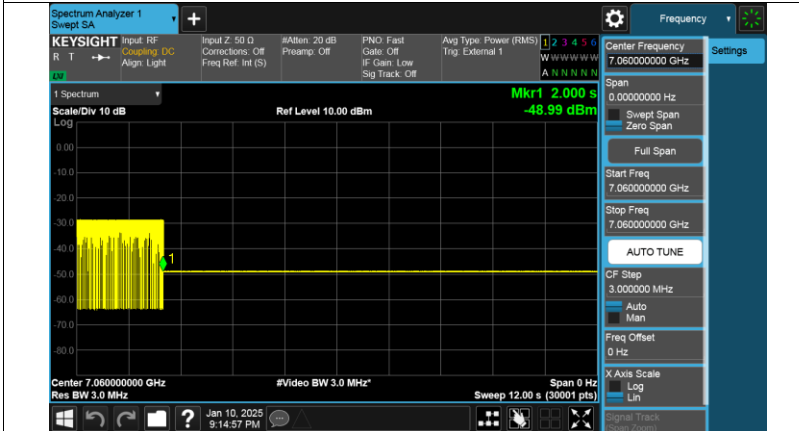 Spectrum Analyzer 1
Swept SA
+
Frequency
KEYSIGHT
R T
LXI
Input: RF
Coupling: DC
Align: Light
Input Z: 50 Ω
Corrections: Off
Freq Ref: Int (S)
#Atten: 20 dB
Preamp: Off
PNO: Fast
Gate: Off
IF Gain: Low
Sig Track: Off
Avg Type: Power (RMS)
Trig: External 1
1 2 3 4 5 6
W W W W W W
A N N N N N
1 Spectrum
Scale/Div 10 dB
Ref Level 10.00 dBm
Mkr1 2.000 s
-48.99 dBm
Log
0.00
-10.0
-20.0
-30.0
-40.0
-50.0
-60.0
-70.0
-80.0
1
Center 7.060000000 GHz
Res BW 3.0 MHz
#Video BW 3.0 MHz*
Span 0 Hz
Sweep 12.00 s (30001 pts)
?
Jan 10, 2025
9:14:57 PM
Center Frequency
7.060000000 GHz
Span
0.00000000 Hz
Swept Span
Zero Span
Full Span
Start Freq
7.060000000 GHz
Stop Freq
7.060000000 GHz
AUTO TUNE
CF Step
3.000000 MHz
Auto
Man
Freq Offset
0 Hz
X Axis Scale
Log
Lin
Signal Track
(Span Zoom)
Settings